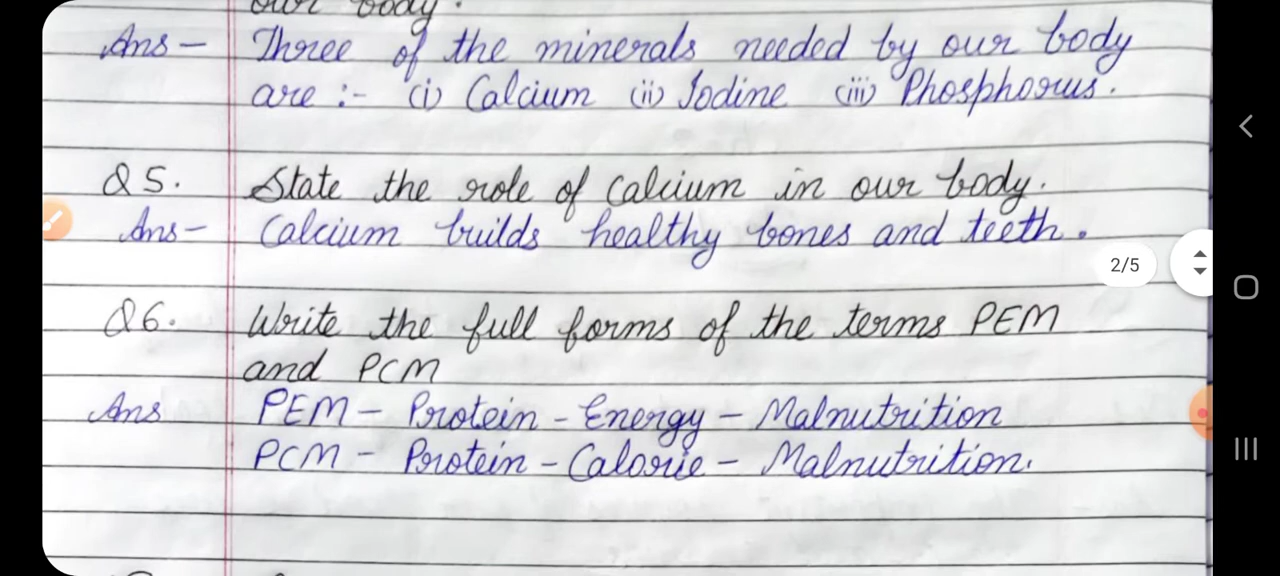 our body.
Ans - Three of the minerals needed by our body
are :- (i) Calcium (ii) Iodine (iii) Phosphorus.
Q5. State the role of Calcium in our body.
Ans - Calcium builds healthy bones and teeth.
2/5
Q6. Write the full forms of the terms PEM
and PCM
Ans PEM - Protein - Energy - Malnutrition
PCM - Protein - Calorie - Malnutrition.